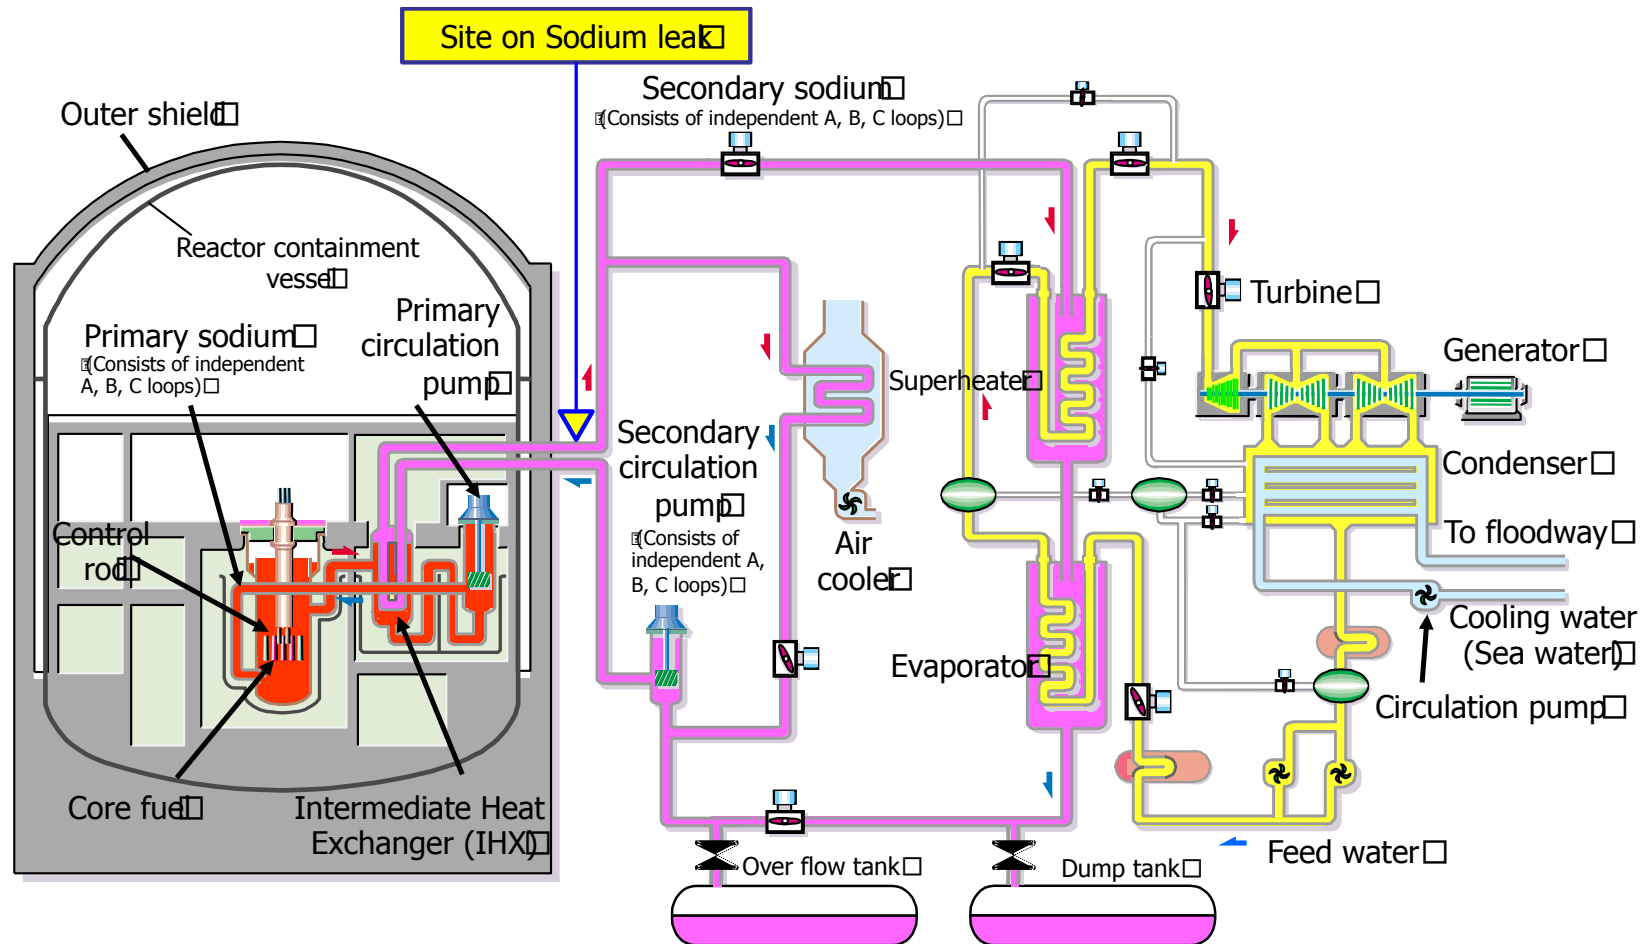 Site on Sodium leak
Secondary sodium
(Consists of independent A, B, C loops)
Outer shield
Reactor containment
vessel
Primary sodium
(Consists of independent
A, B, C loops)
Primary
circulation
pump
Turbine
Generator
Superheater
Secondary
circulation
pump
(Consists of
independent A,
B, C loops)
Condenser
Control
rod
Air
cooler
To floodway
Cooling water
(Sea water)
Evaporator
Circulation pump
Core fuel
Intermediate Heat
Exchanger (IHX)
Feed water
Over flow tank
Dump tank